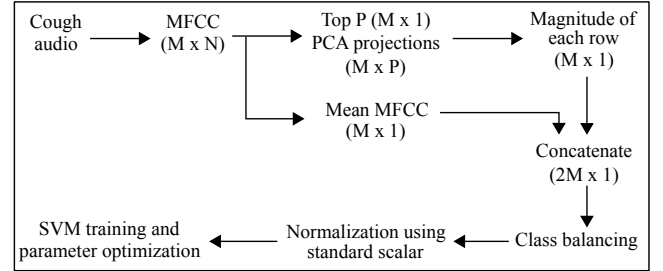 Cough
audio
MFCC
(M x N)
Top P (M x 1)
PCA projections
(M x P)
Magnitude of
each row
(M x 1)
Mean MFCC
(M x 1)
Concatenate
(2M x 1)
SVM training and
parameter optimization
Normalization using
standard scalar
Class balancing